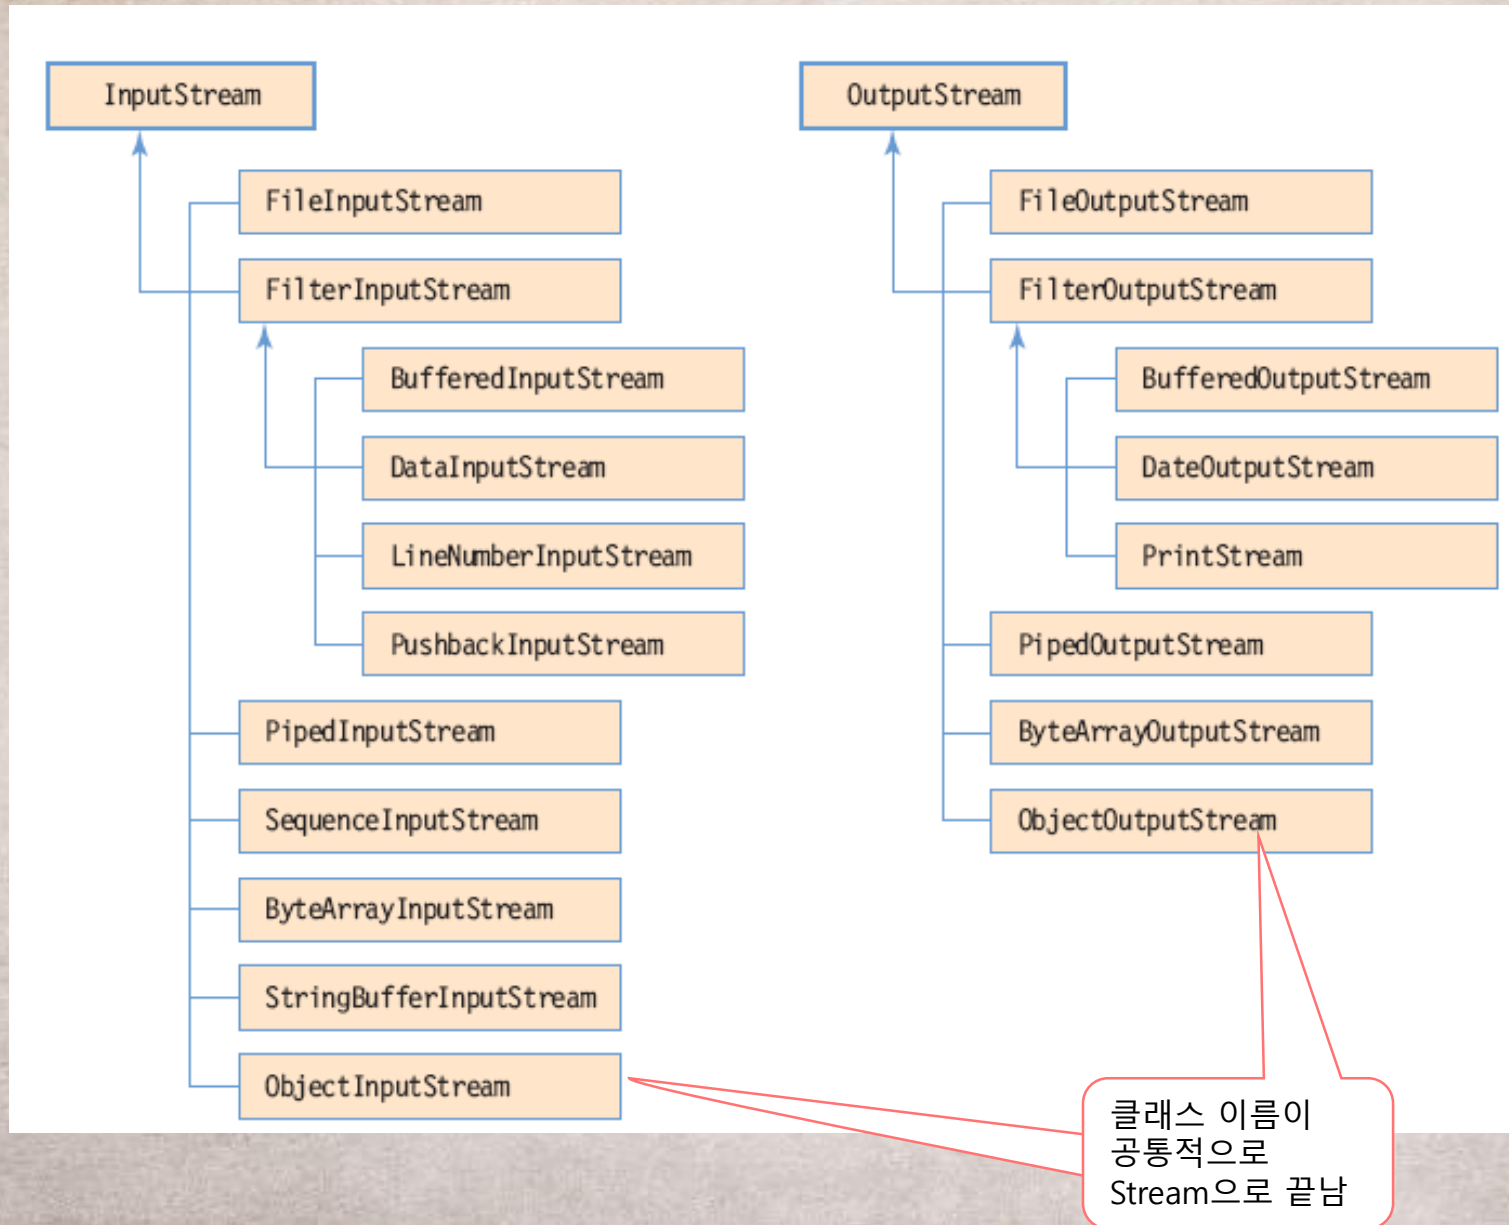 InputStream
FileInputStream
FilterInputStream
BufferedInputStream
DataInputStream
LineNumberInputStream
PushbackInputStream
PipedInputStream
SequenceInputStream
ByteArrayInputStream
StringBufferInputStream
ObjectInputStream
OutputStream
FileOutputStream
FilterOutputStream
BufferedOutputStream
DateOutputStream
PrintStream
PipedOutputStream
ByteArrayOutputStream
ObjectOutputStream
클래스 이름이
공통적으로
Stream으로 끝남